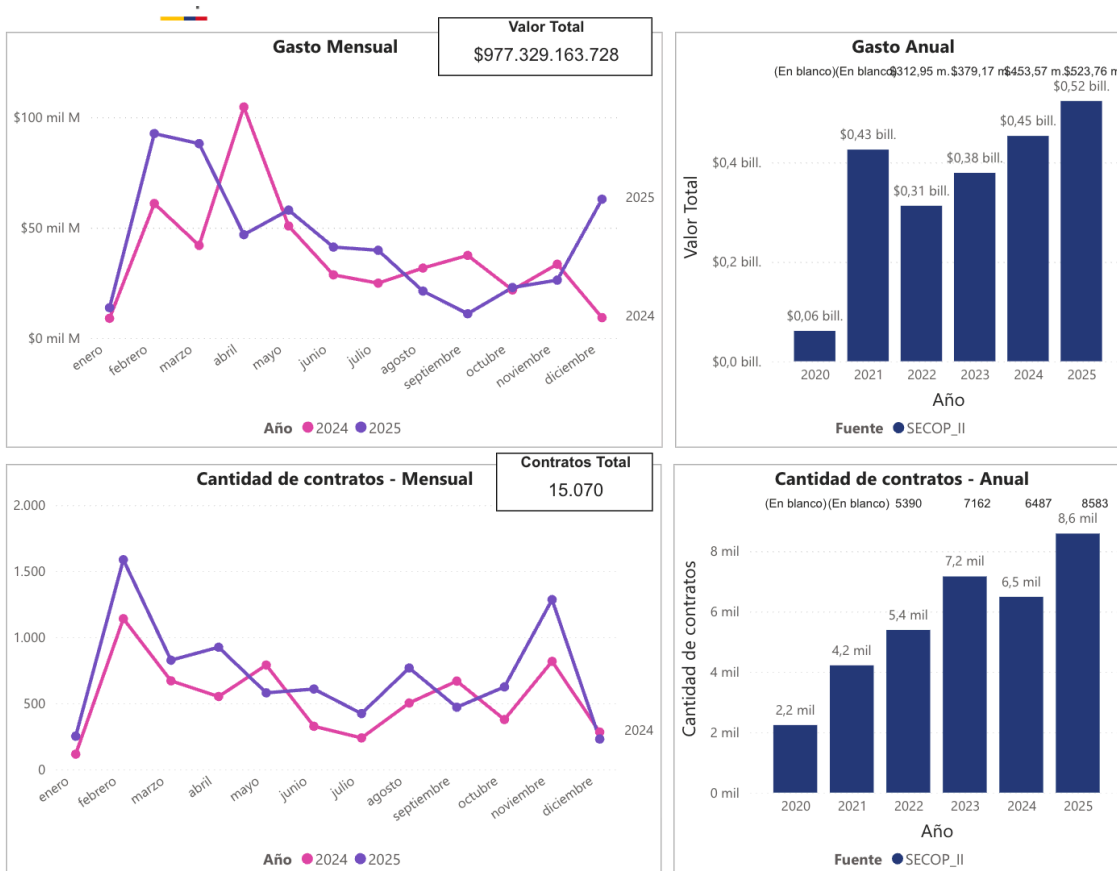 Gasto Mensual
Valor Total
$977.329.163.728
$100 mil M
$50 mil M
$0 mil M
2025
2024
enero
febrero
marzo
abril
mayo
junio
julio
agosto
septiembre
octubre
noviembre
diciembre
Año 2024 2025
Gasto Anual
(En blanco) (En blanco) $312,95 m. $379,17 m. $453,57 m. $523,76 m
$0,06 bill.
$0,43 bill.
$0,31 bill.
$0,38 bill.
$0,45 bill.
$0,52 bill.
Valor Total
$0,4 bill.
$0,2 bill.
$0,0 bill.
2020 2021 2022 2023 2024 2025
Año
Fuente SECOP_II
Cantidad de contratos - Mensual
Contratos Total
15.070
2.000
1.500
1.000
500
0
2024
enero
febrero
marzo
abril
mayo
junio
julio
agosto
septiembre
octubre
noviembre
diciembre
Año 2024 2025
Cantidad de contratos - Anual
(En blanco) (En blanco) 5390 7162 6487 8583
2,2 mil
4,2 mil
5,4 mil
7,2 mil
6,5 mil
8,6 mil
Cantidad de contratos
8 mil
6 mil
4 mil
2 mil
0 mil
2020 2021 2022 2023 2024 2025
Año
Fuente SECOP_II